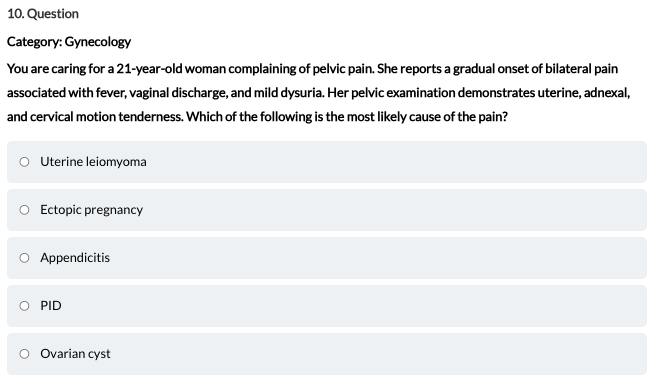 10. Question
Category: Gynecology
You are caring for a 21-year-old woman complaining of pelvic pain. She reports a gradual onset of bilateral pain
associated with fever, vaginal discharge, and mild dysuria. Her pelvic examination demonstrates uterine, adnexal,
and cervical motion tenderness. Which of the following is the most likely cause of the pain?
Uterine leiomyoma
Ectopic pregnancy
Appendicitis
PID
Ovarian cyst